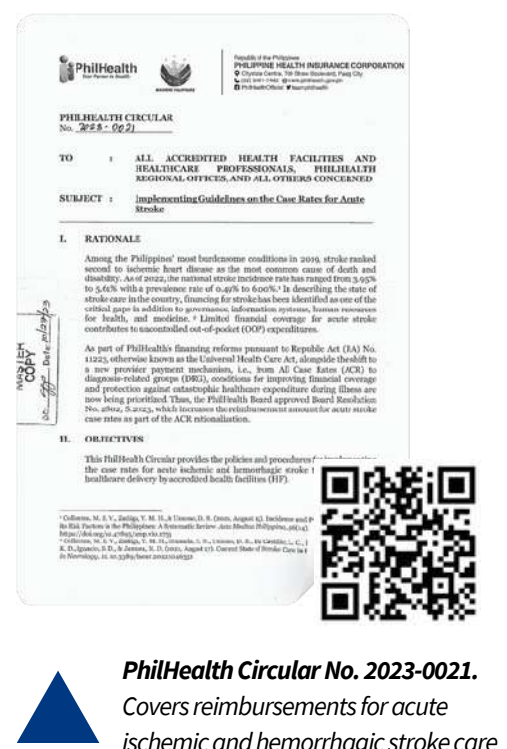 PhilHealth
Your Partner in Health
BAGONG PILIPINAS
Republic of the Philippines
PHILIPPINE HEALTH INSURANCE CORPORATION
Citystate Centre, 709 Shaw Boulevard, Pasig City
PhilHealthOfficial teamphilhealth
PHILHEALTH CIRCULAR
No. 2023-0021
TO : ALL ACCREDITED HEALTH FACILITIES AND
HEALTHCARE PROFESSIONALS, PHILHEALTH
REGIONAL OFFICES, AND ALL OTHERS CONCERNED
SUBJECT : Implementing Guidelines on the Case Rates for Acute
Stroke
I. RATIONALE
Among the Philippines' most burdensome conditions in 2019, stroke ranked
second to ischemic heart disease as the most common cause of death and
disability. As of 2022, the national stroke incidence rate has ranged from 3.95%
to 5.61% with a prevalence rate of 0.49% to 6.00%.¹ In describing the state of
stroke care in the country, financing for stroke has been identified as one of the
critical gaps in addition to governance, information systems, human resources
for health, and medicine. ² Limited financial coverage for acute stroke
contributes to uncontrolled out-of-pocket (OOP) expenditures.
As part of PhilHealth's financing reforms pursuant to Republic Act (RA) No.
11223, otherwise known as the Universal Health Care Act, alongside the shift to
a new provider payment mechanism, i.e., from All Case Rates (ACR) to
diagnosis-related groups (DRG), conditions for improving financial coverage
and protection against catastrophic healthcare expenditure during illness are
now being prioritized. Thus, the PhilHealth Board approved Board Resolution
No. 2802, S.2023, which increases the reimbursement amount for acute stroke
case rates as part of the ACR rationalization.
MASTER
COPY
DC: Date: 10/23/23
II. OBJECTIVES
This PhilHealth Circular provides the policies and procedures for implementing
the case rates for acute ischemic and hemorrhagic stroke
healthcare delivery by accredited health facilities (HF).
PhilHealth Circular No. 2023-0021.
Covers reimbursements for acute
ischemic and hemorrhagic stroke care